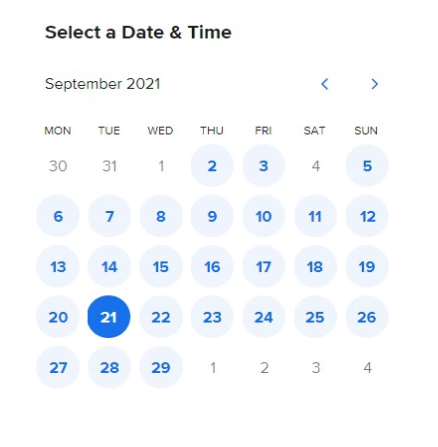 Select a Date & Time
September 2021
MON TUE WED THU FRI SAT SUN
30 31 1 2 3 4 5
6 7 8 9 10 11 12
13 14 15 16 17 18 19
20 21 22 23 24 25 26
27 28 29 1 2 3 4